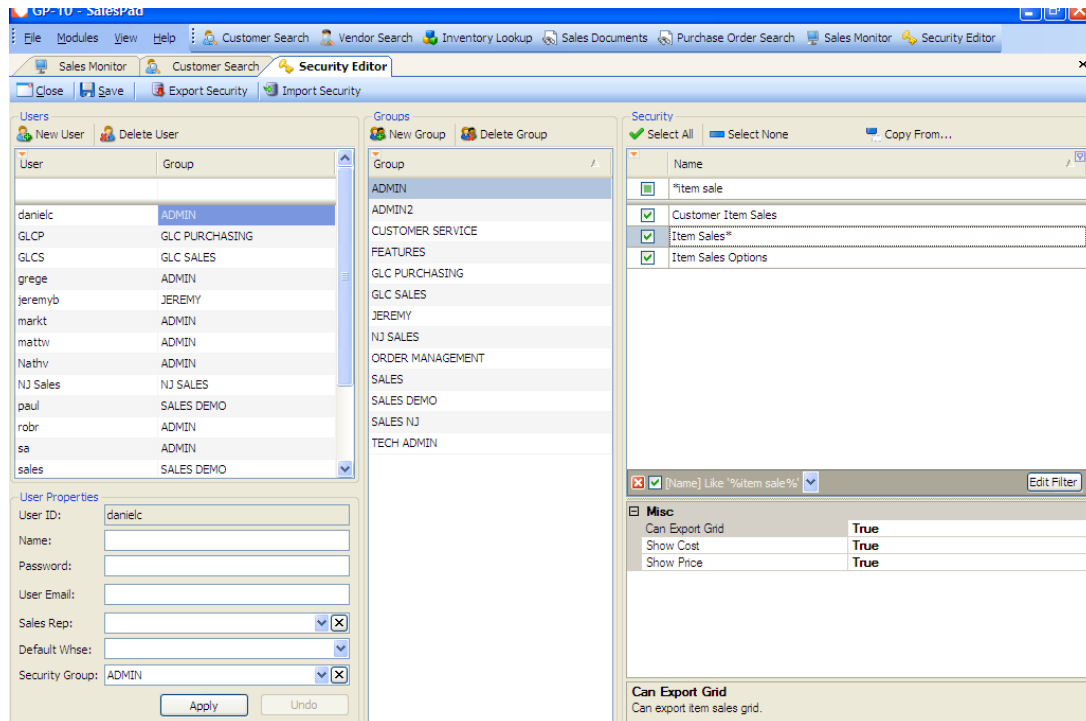 GP-10 - SalesPad
File Modules View Help Customer Search Vendor Search Inventory Lookup Sales Documents Purchase Order Search Sales Monitor Security Editor
Sales Monitor Customer Search Security Editor
Close Save Export Security Import Security
Users
New User Delete User
User Group
danielc ADMIN
GLCP GLC PURCHASING
GLCS GLC SALES
grege ADMIN
jeremyb JEREMY
markt ADMIN
mattw ADMIN
Nathv ADMIN
NJ Sales NJ SALES
paul SALES DEMO
robr ADMIN
sa ADMIN
sales SALES DEMO
User Properties
User ID: danielc
Name:
Password:
User Email:
Sales Rep:
Default Whse:
Security Group: ADMIN
Apply Undo
Groups
New Group Delete Group
Group
ADMIN
ADMIN2
CUSTOMER SERVICE
FEATURES
GLC PURCHASING
GLC SALES
JEREMY
NJ SALES
ORDER MANAGEMENT
SALES
SALES DEMO
SALES NJ
TECH ADMIN
Security
Select All Select None Copy From...
Name
*item sale
Customer Item Sales
Item Sales*
Item Sales Options
[Name] Like '%item sale%' Edit Filter
Misc
Can Export Grid True
Show Cost True
Show Price True
Can Export Grid
Can export item sales grid.